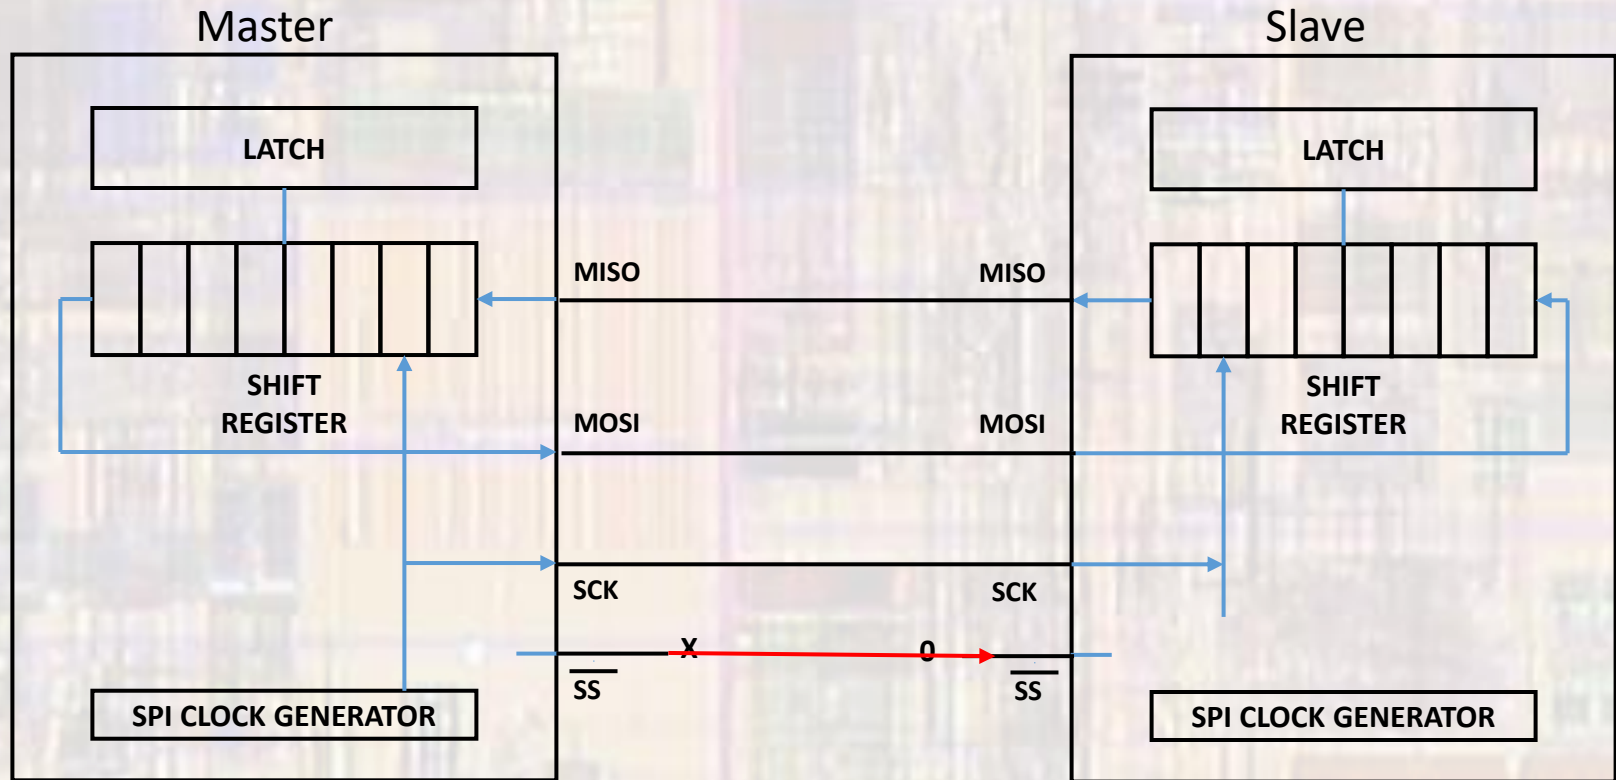 Master
Slave
LATCH
LATCH
MISO
MISO
SHIFT
REGISTER
SHIFT
REGISTER
MOSI
MOSI
SCK
SCK
X
0
SS
SS
SPI CLOCK GENERATOR
SPI CLOCK GENERATOR